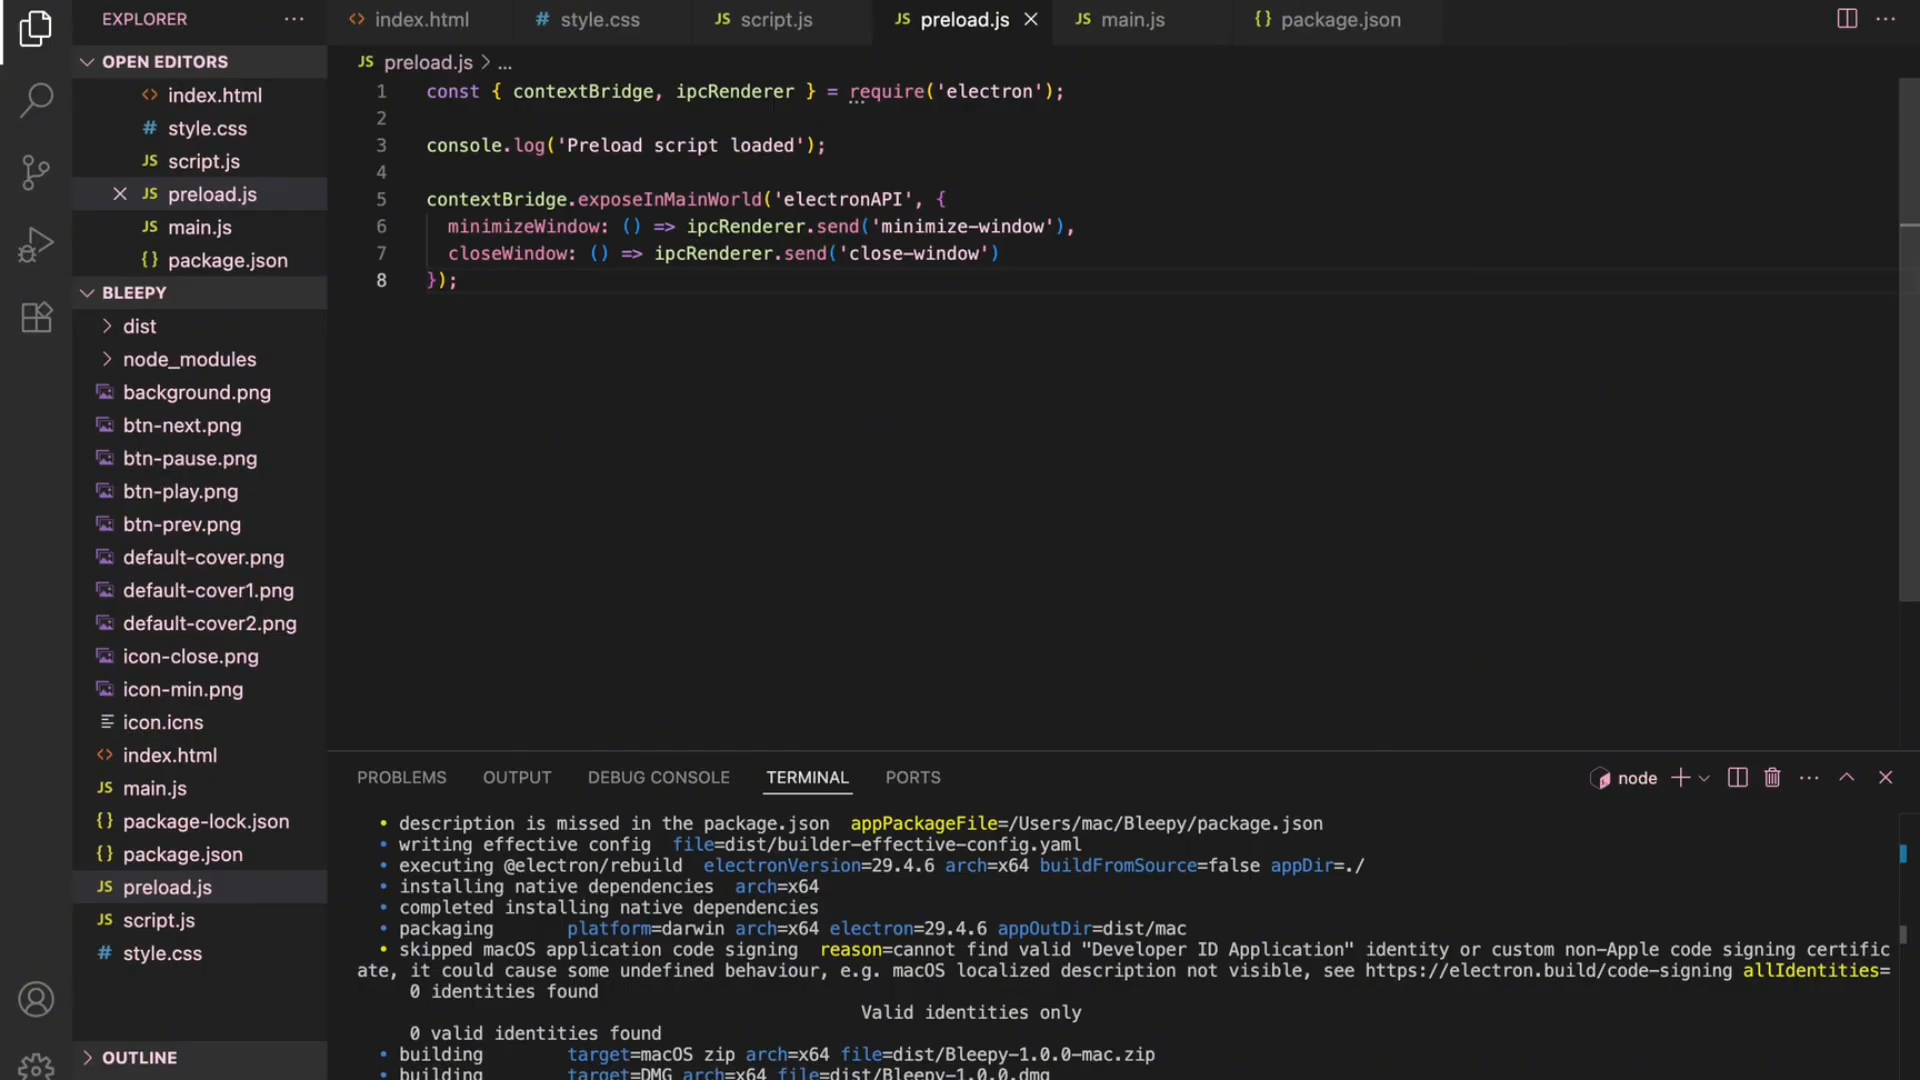 EXPLORER
OPEN EDITORS
index.html
style.css
script.js
preload.js
main.js
package.json
BLEEPY
dist
node_modules
background.png
btn-next.png
btn-pause.png
btn-play.png
btn-prev.png
default-cover.png
default-cover1.png
default-cover2.png
icon-close.png
icon-min.png
icon.icns
index.html
main.js
package-lock.json
package.json
preload.js
script.js
style.css
OUTLINE
index.html # style.css JS script.js JS preload.js JS main.js {} package.json
JS preload.js > ...
1 const { contextBridge, ipcRenderer } = require('electron');
2
3 console.log('Preload script loaded');
4
5 contextBridge.exposeInMainWorld('electronAPI', {
6 minimizeWindow: () => ipcRenderer.send('minimize-window'),
7 closeWindow: () => ipcRenderer.send('close-window')
8 });
PROBLEMS OUTPUT DEBUG CONSOLE TERMINAL PORTS node
• description is missed in the package.json appPackageFile=/Users/mac/Bleepy/package.json
• writing effective config file=dist/builder-effective-config.yaml
• executing @electron/rebuild electronVersion=29.4.6 arch=x64 buildFromSource=false appDir=./
• installing native dependencies arch=x64
• completed installing native dependencies
• packaging platform=darwin arch=x64 electron=29.4.6 appOutDir=dist/mac
• skipped macOS application code signing reason=cannot find valid "Developer ID Application" identity or custom non-Apple code signing certific
ate, it could cause some undefined behaviour, e.g. macOS localized description not visible, see https://electron.build/code-signing allIdentities=
0 identities found
Valid identities only
0 valid identities found
• building target=macOS zip arch=x64 file=dist/Bleepy-1.0.0-mac.zip
• building target=DMG arch=x64 file=dist/Bleepy-1.0.0.dmg